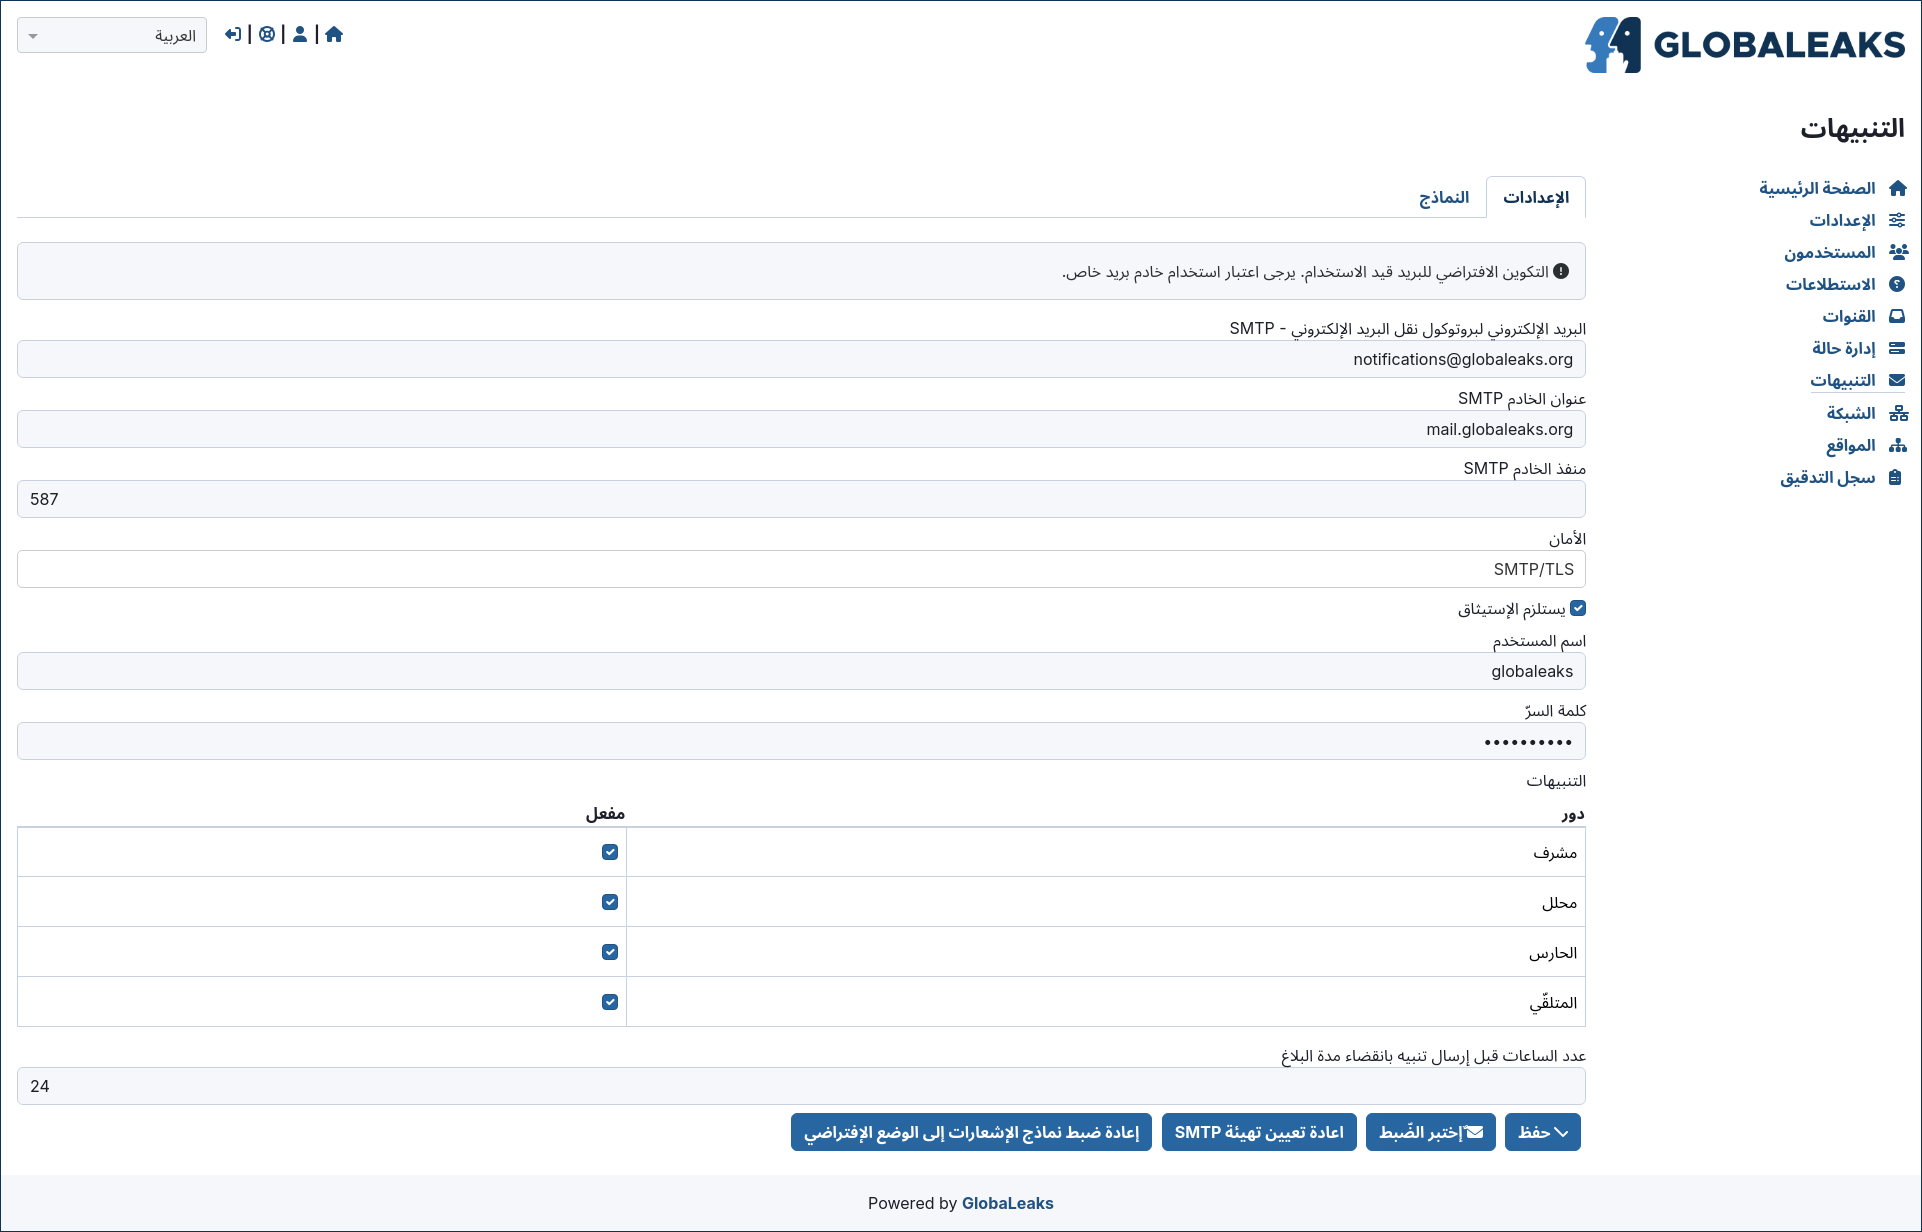 GLOBALEAKS
العربية
التنبيهات
الصفحة الرئيسية
الإعدادات
المستخدمون
الاستطلاعات
القنوات
إدارة حالة
التنبيهات
الشبكة
المواقع
سجل التدقيق
الإعدادات
النماذج
التكوين الافتراضي للبريد قيد الاستخدام. يرجى اعتبار استخدام خادم بريد خاص.
البريد الإلكتروني لبروتوكول نقل البريد الإلكتروني - SMTP
notifications@globaleaks.org
عنوان الخادم SMTP
mail.globaleaks.org
منفذ الخادم SMTP
587
الأمان
SMTP/TLS
يستلزم الإستيثاق
اسم المستخدم
globaleaks
كلمة السرّ
••••••••••
التنبيهات
دور مفعل
مشرف
محلل
الحارس
المتلقّي
عدد الساعات قبل إرسال تنبيه بانقضاء مدة البلاغ
24
حفظ
ًإختبر الضّبط
اعادة تعيين تهيئة SMTP
إعادة ضبط نماذج الإشعارات إلى الوضع الإفتراضي
Powered by GlobaLeaks